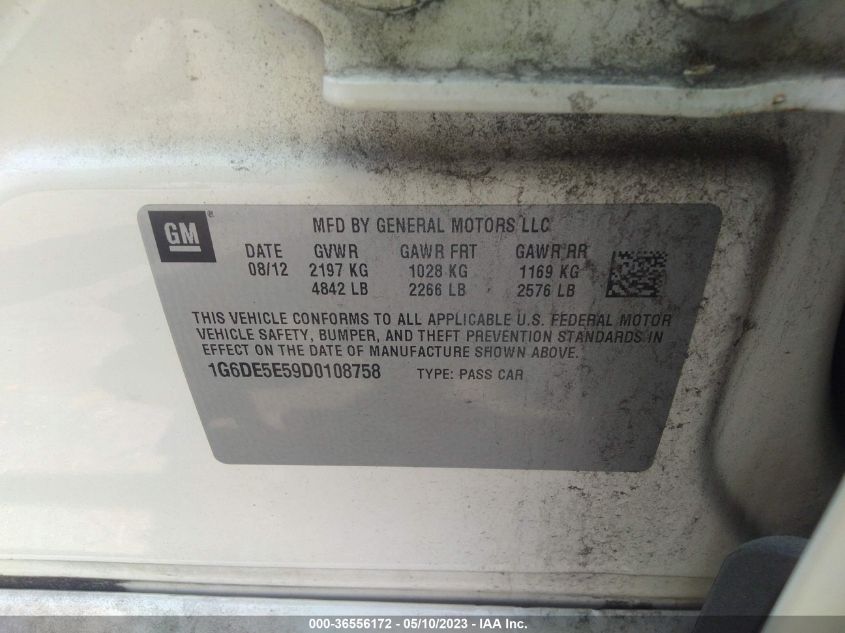 GM
®
MFD BY GENERAL MOTORS LLC
DATE GVWR GAWR FRT GAWR RR
08/12 2197 KG 1028 KG 1169 KG
4842 LB 2266 LB 2576 LB
THIS VEHICLE CONFORMS TO ALL APPLICABLE U.S. FEDERAL MOTOR
VEHICLE SAFETY, BUMPER, AND THEFT PREVENTION STANDARDS IN
EFFECT ON THE DATE OF MANUFACTURE SHOWN ABOVE.
1G6DE5E59D0108758 TYPE: PASS CAR
000-36556172 - 05/10/2023 - IAA Inc.